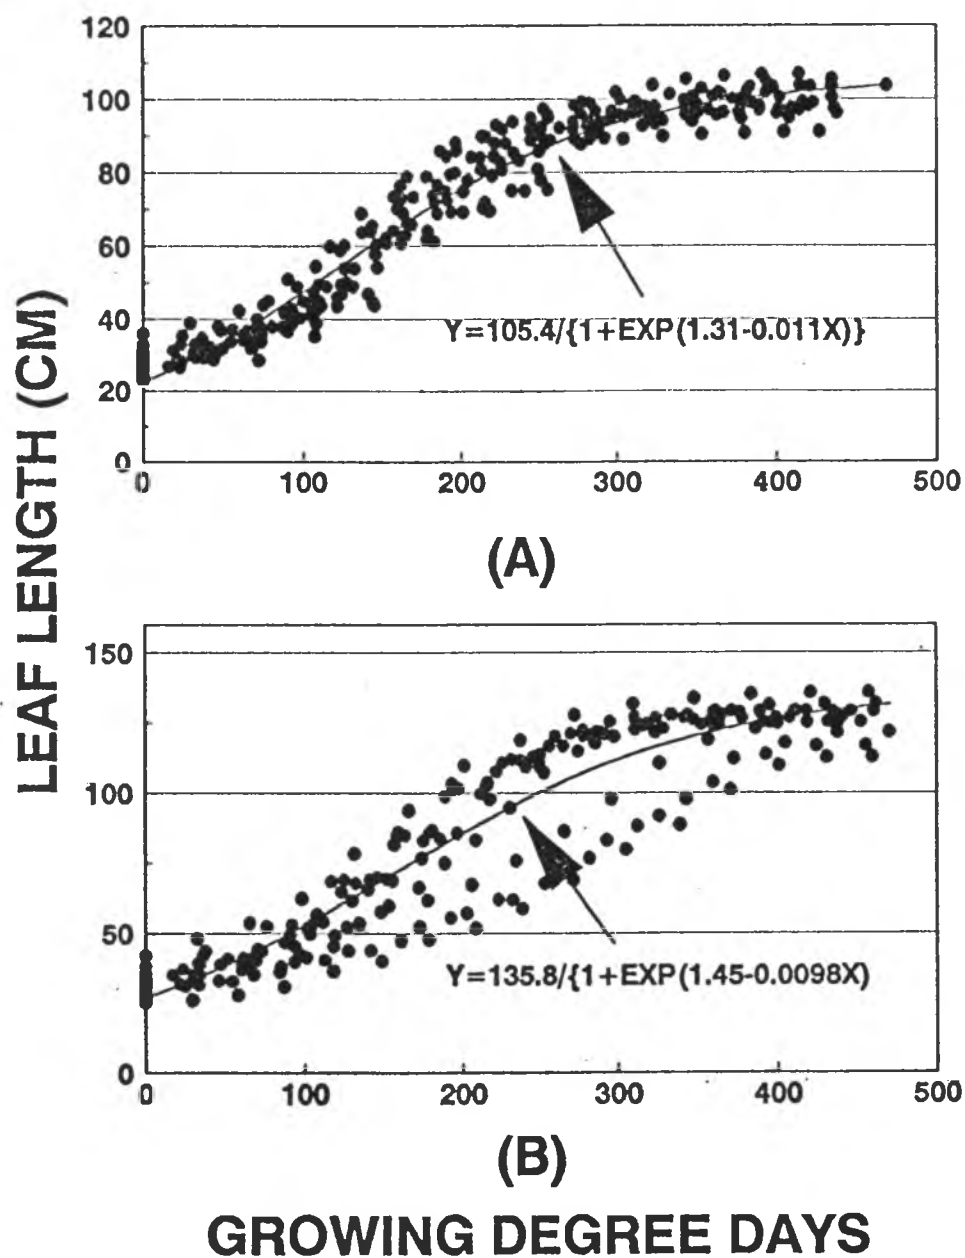 LEAF LENGTH (CM)
120
100
80
60
40
20
0
0 100 200 300 400 500
Y=105.4/{1+EXP(1.31-0.011X)}
(A)
150
100
50
0
0 100 200 300 400 500
Y=135.8/{1+EXP(1.45-0.0098X)
(B)
GROWING DEGREE DAYS